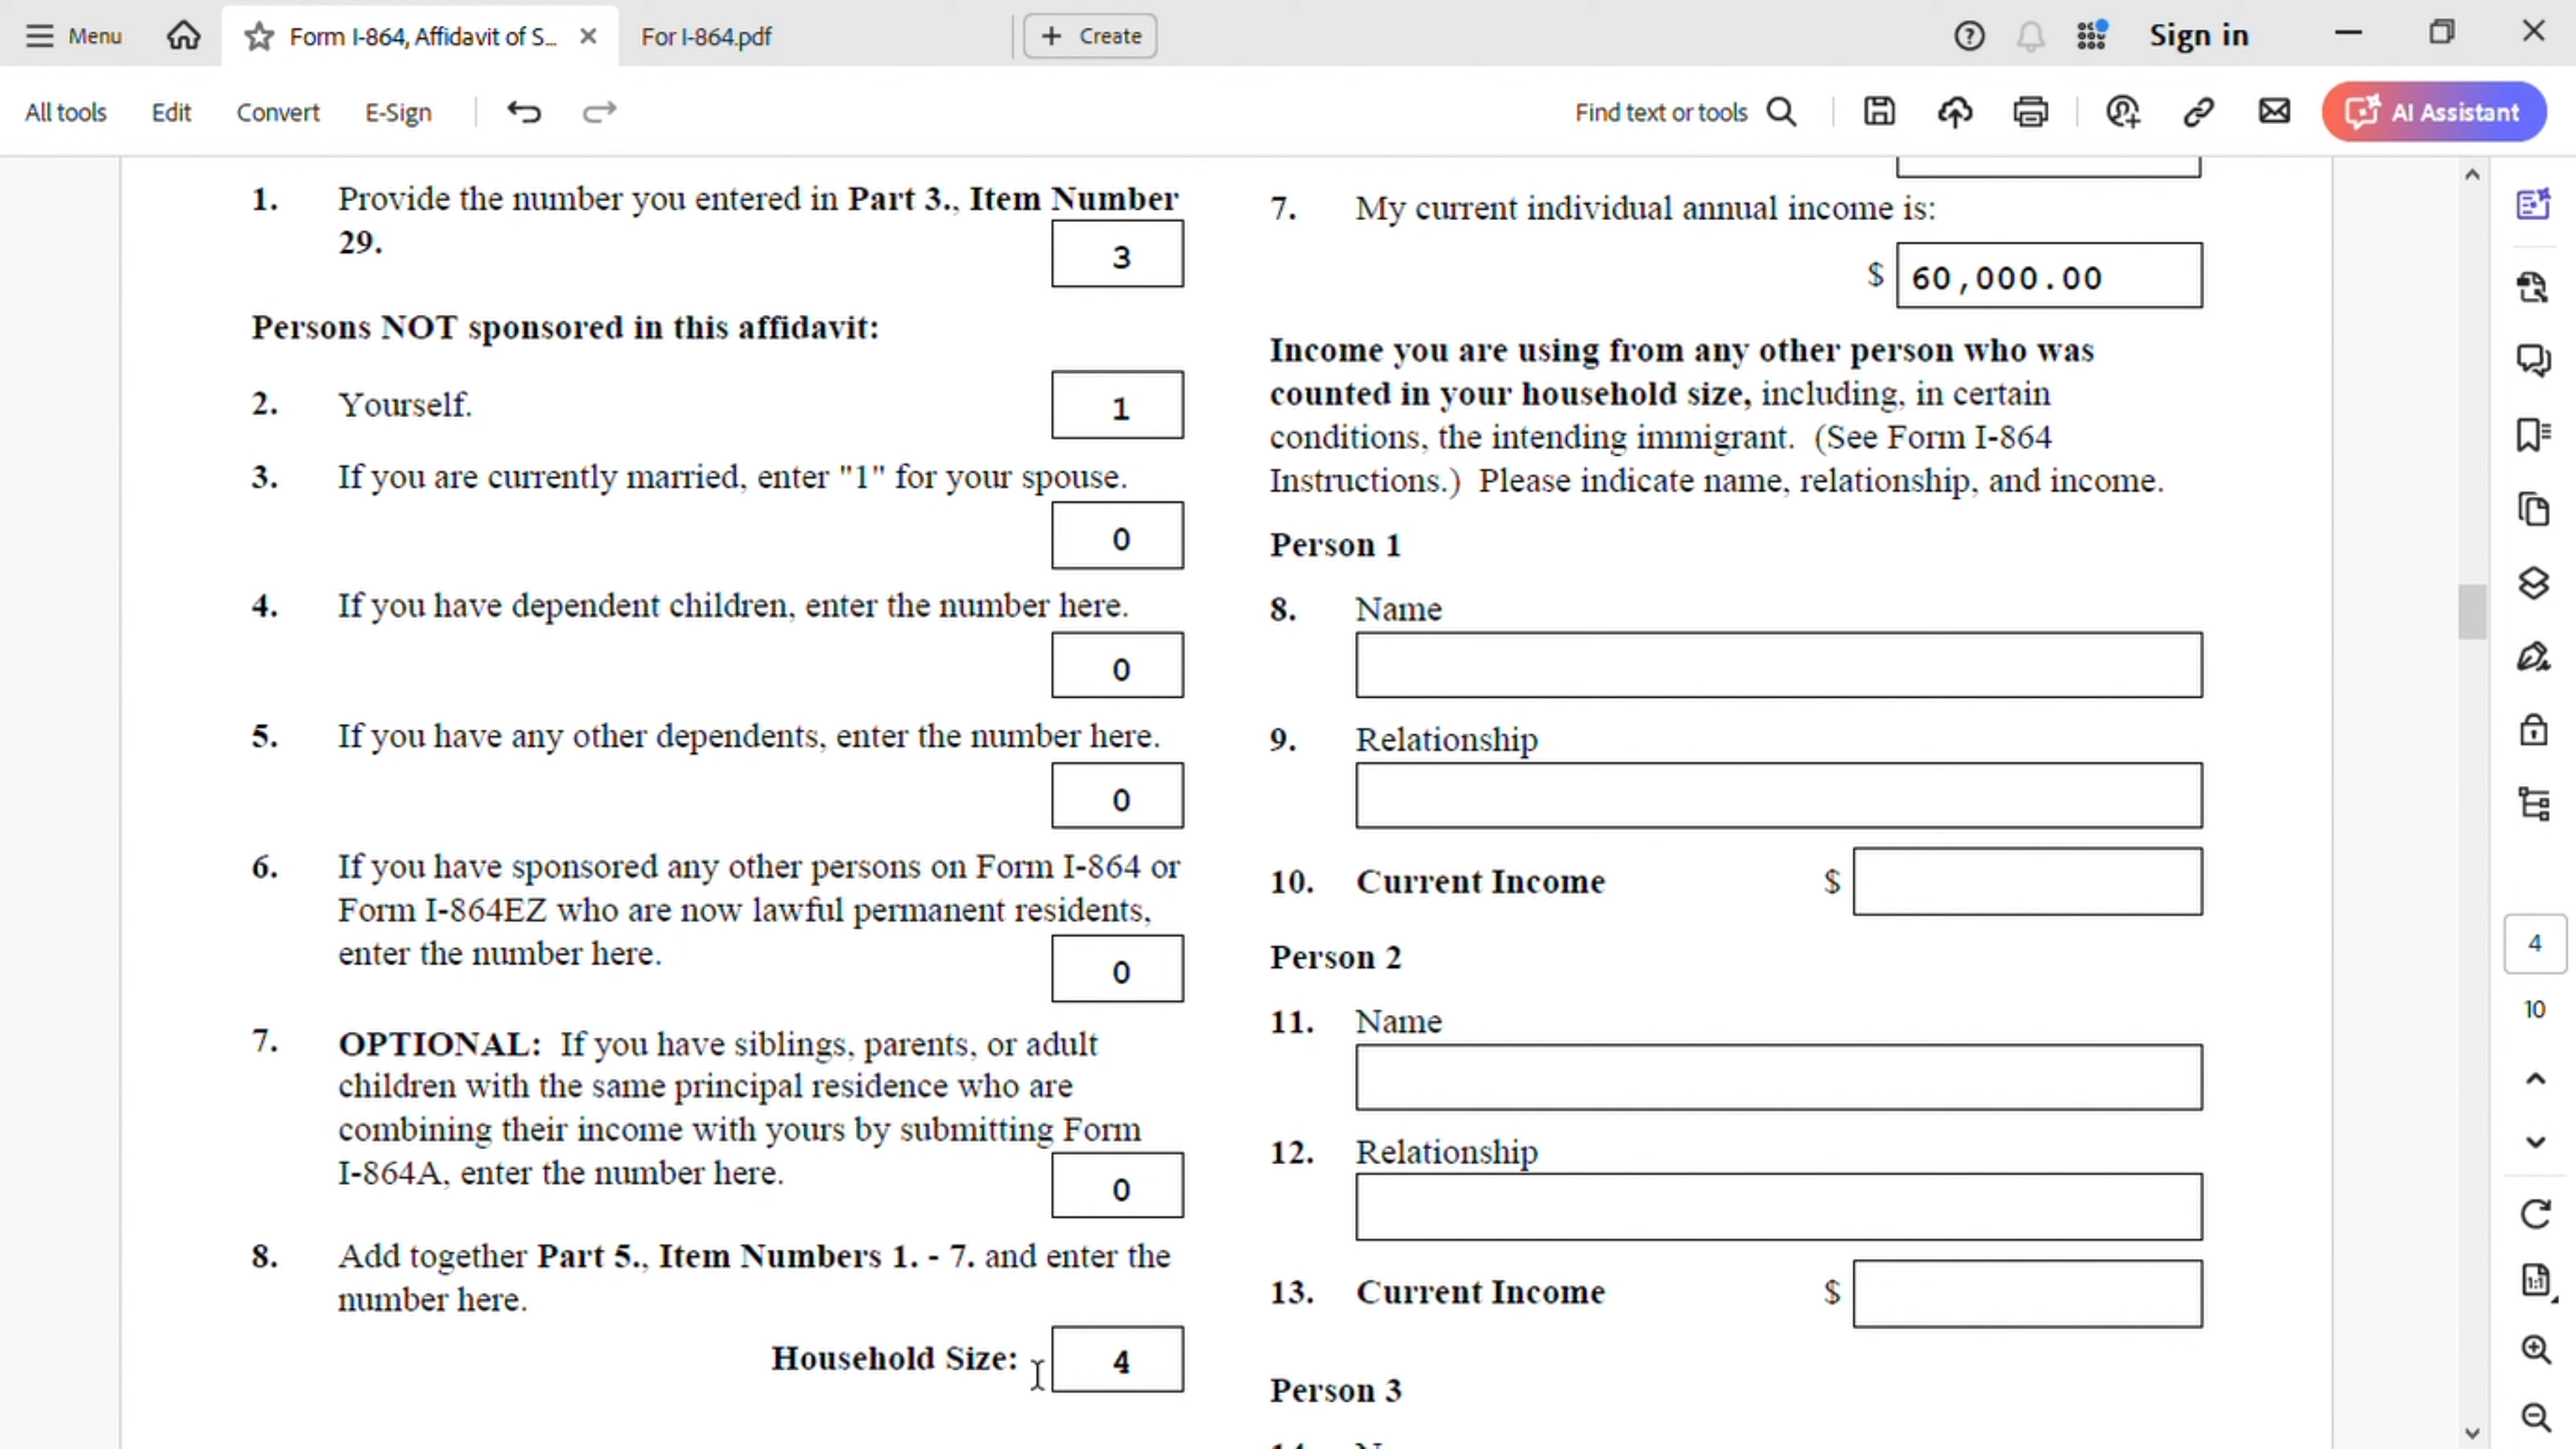 Menu
Form I-864, Affidavit of S...
For I-864.pdf
Create
Sign in
All tools
Edit
Convert
E-Sign
Find text or tools
AI Assistant
1. Provide the number you entered in Part 3., Item Number
29.
3
Persons NOT sponsored in this affidavit:
2. Yourself.
1
3. If you are currently married, enter "1" for your spouse.
0
4. If you have dependent children, enter the number here.
0
5. If you have any other dependents, enter the number here.
0
6. If you have sponsored any other persons on Form I-864 or
Form I-864EZ who are now lawful permanent residents,
enter the number here.
0
7. OPTIONAL: If you have siblings, parents, or adult
children with the same principal residence who are
combining their income with yours by submitting Form
I-864A, enter the number here.
0
8. Add together Part 5., Item Numbers 1. - 7. and enter the
number here.
Household Size: 4
7. My current individual annual income is:
$ 60,000.00
Income you are using from any other person who was
counted in your household size, including, in certain
conditions, the intending immigrant. (See Form I-864
Instructions.) Please indicate name, relationship, and income.
Person 1
8. Name
9. Relationship
10. Current Income $
Person 2
11. Name
12. Relationship
13. Current Income $
Person 3
4
10
1:1